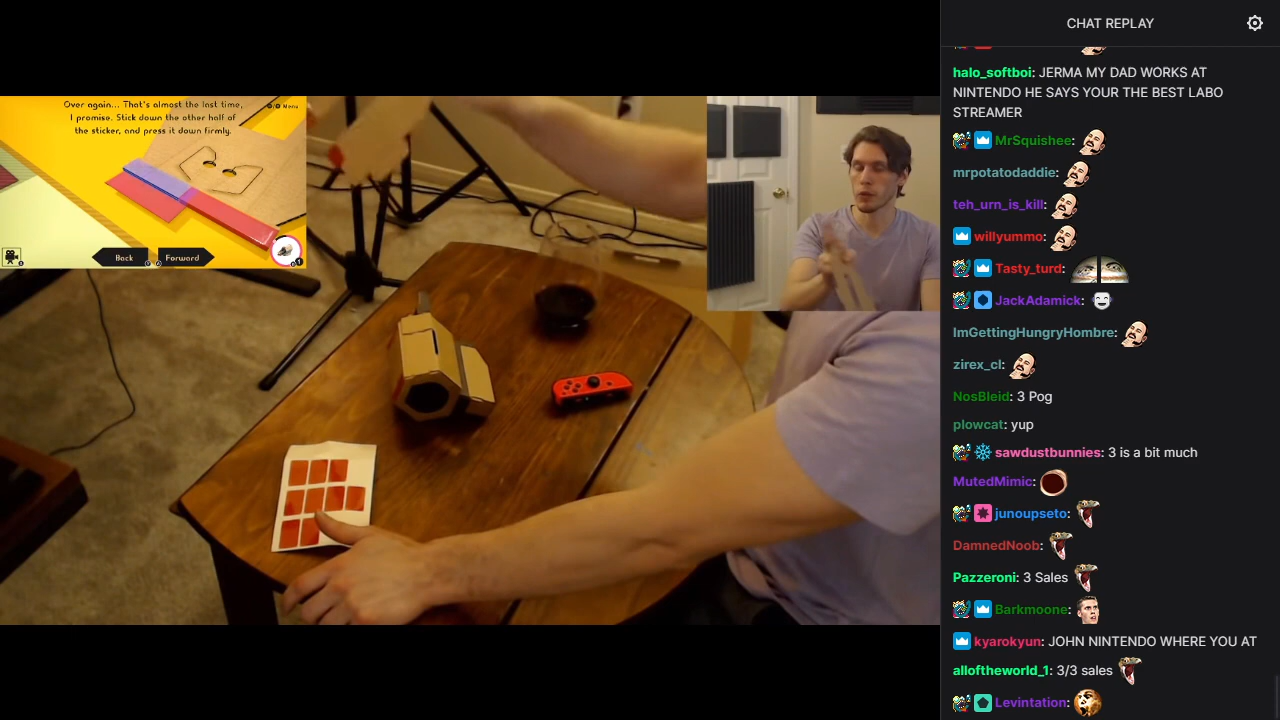 Over again... That's almost the last time,
I promise. Stick down the other half of
the sticker, and press it down firmly.
Menu
Back
Forward
CHAT REPLAY
halo_softboi: JERMA MY DAD WORKS AT
NINTENDO HE SAYS YOUR THE BEST LABO
STREAMER
MrSquishee:
mrpotatodaddie:
teh_urn_is_kill:
willyummo:
Tasty_turd:
JackAdamick:
ImGettingHungryHombre:
zirex_cl:
NosBleid: 3 Pog
plowcat: yup
sawdustbunnies: 3 is a bit much
MutedMimic:
junoupseto:
DamnedNoob:
Pazzeroni: 3 Sales
Barkmoone:
kyarokyun: JOHN NINTENDO WHERE YOU AT
alloftheworld_1: 3/3 sales
Levintation: